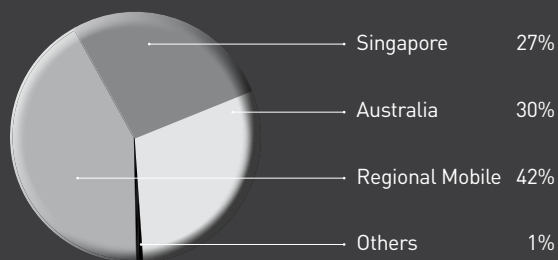 Singapore 27%
Australia 30%
Regional Mobile 42%
Others 1%